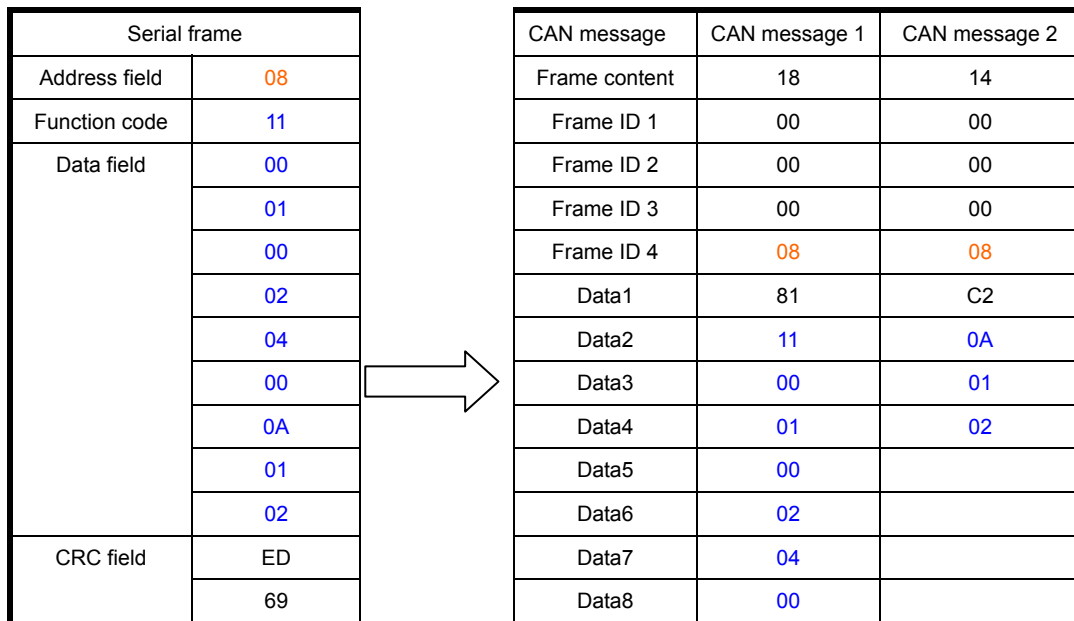 Serial frame
Address field 08
Function code 11
Data field 00
01
00
02
04
00
0A
01
02
CRC field ED
69
CAN message CAN message 1 CAN message 2
Frame content 18 14
Frame ID 1 00 00
Frame ID 2 00 00
Frame ID 3 00 00
Frame ID 4 08 08
Data1 81 C2
Data2 11 0A
Data3 00 01
Data4 01 02
Data5 00
Data6 02
Data7 04
Data8 00